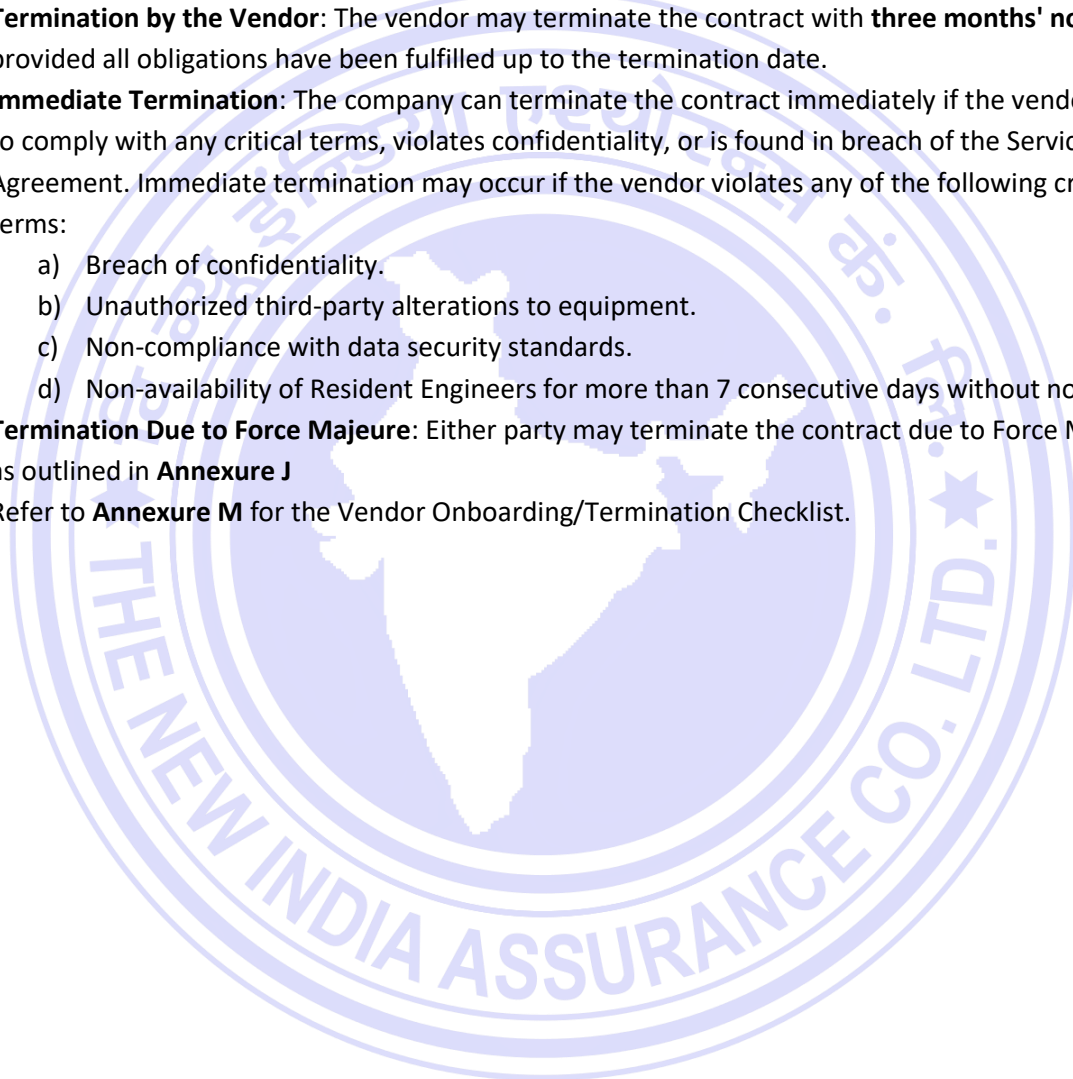 Termination by the Vendor: The vendor may terminate the contract with three months' no
provided all obligations have been fulfilled up to the termination date.
Immediate Termination: The company can terminate the contract immediately if the vendo
to comply with any critical terms, violates confidentiality, or is found in breach of the Servic
Agreement. Immediate termination may occur if the vendor violates any of the following cr
terms:
a) Breach of confidentiality.
b) Unauthorized third-party alterations to equipment.
c) Non-compliance with data security standards.
d) Non-availability of Resident Engineers for more than 7 consecutive days without no
Termination Due to Force Majeure: Either party may terminate the contract due to Force M
as outlined in Annexure J
Refer to Annexure M for the Vendor Onboarding/Termination Checklist.
कं. लि.
THE NEW INDIA ASSURANCE CO. LTD.